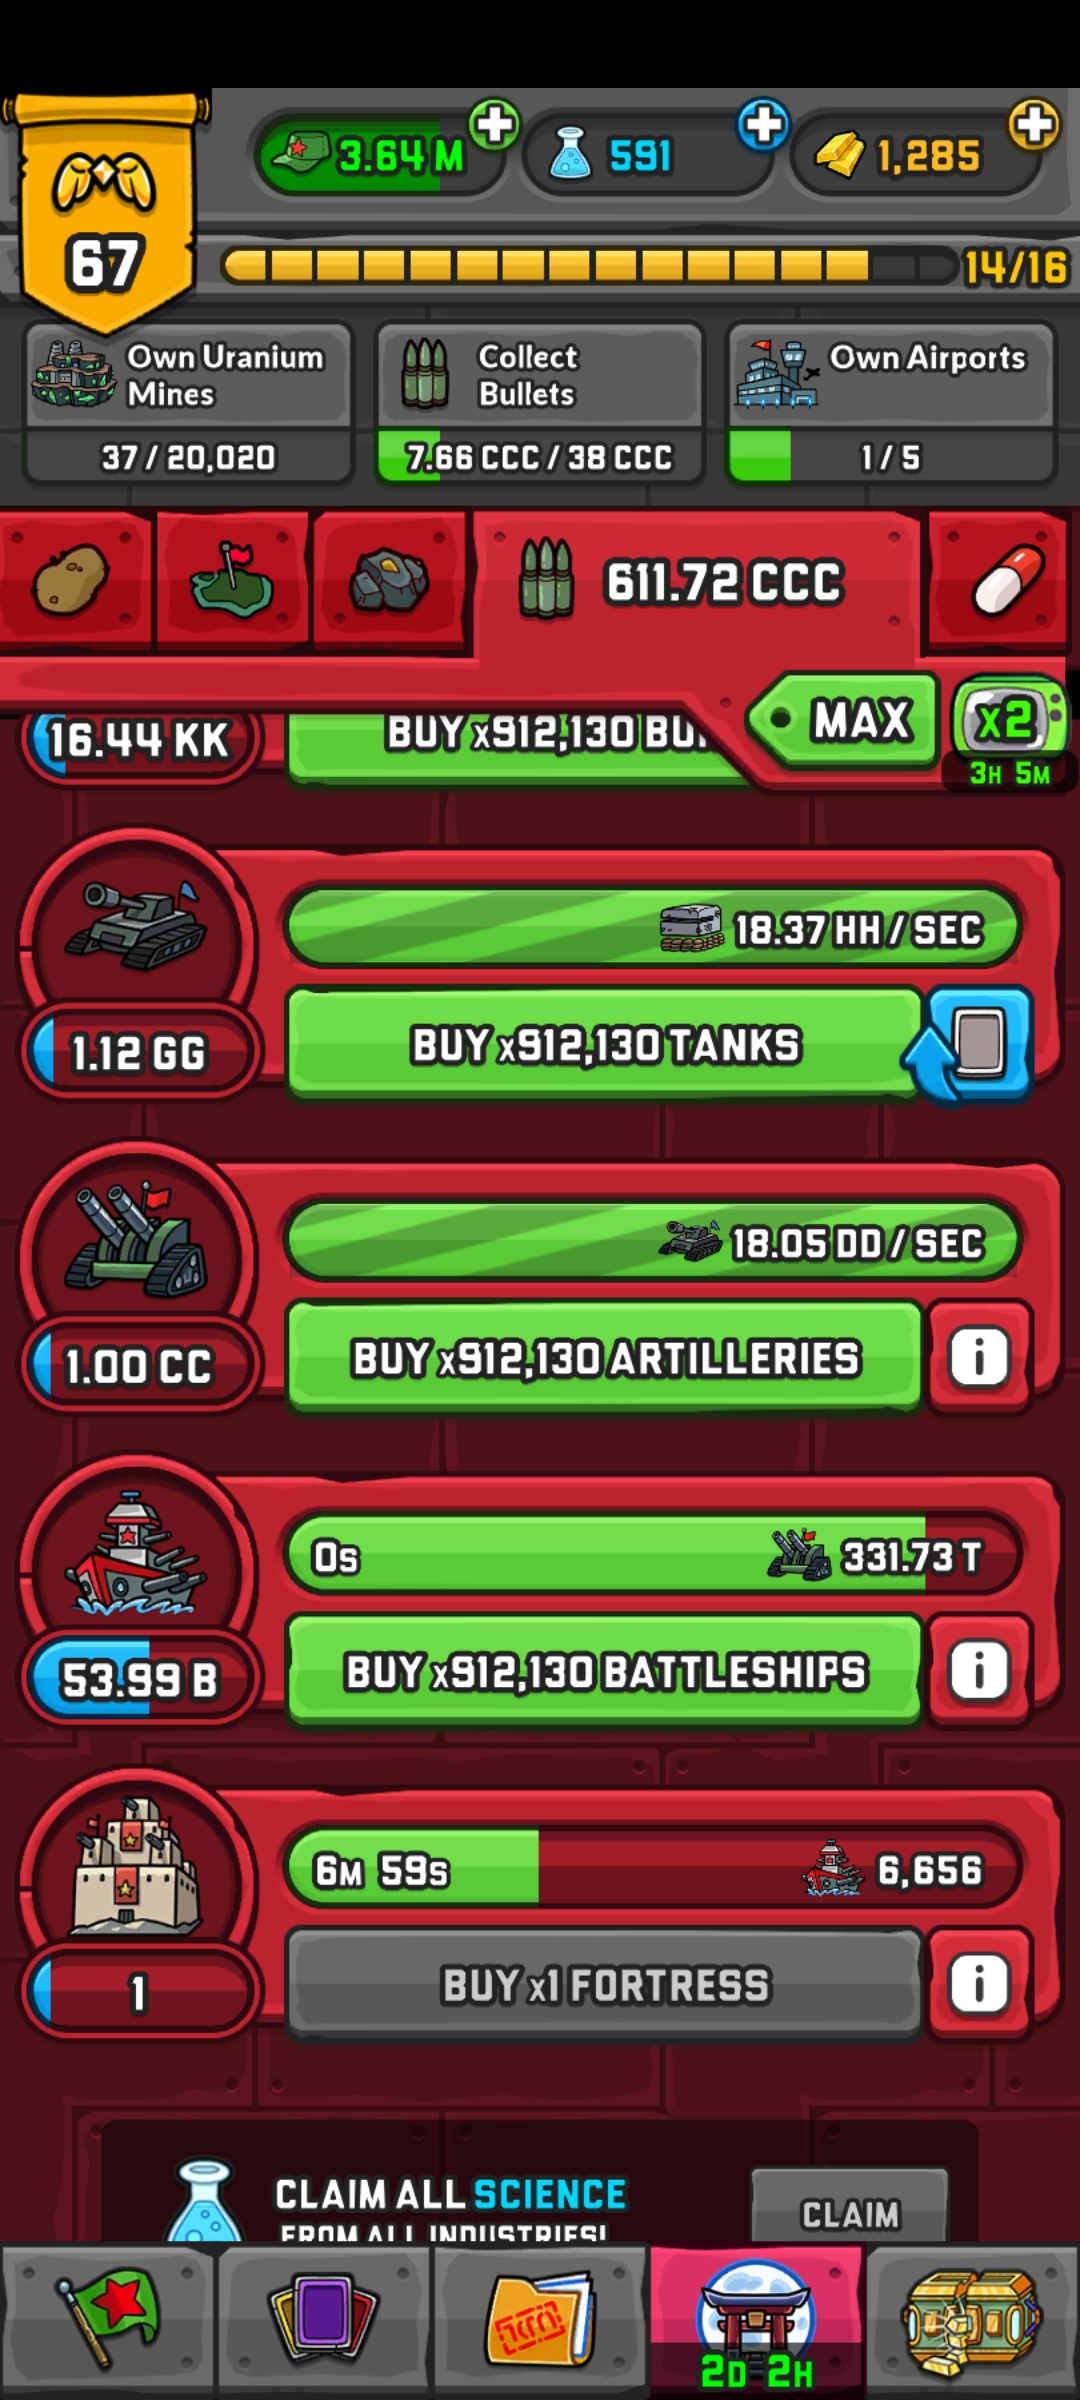 3.64 M
591
1,285
67
14/16
Own Uranium
Mines
37 / 20,020
Collect
Bullets
7.66 CCC / 38 CCC
Own Airports
1 / 5
611.72 CCC
MAX
x2
3H 5M
16.44 KK
BUY x912,130
18.37 HH / SEC
1.12 GG
BUY x912,130 TANKS
18.05 DD / SEC
1.00 CC
BUY x912,130 ARTILLERIES
i
0S
331.73 T
53.99 B
BUY x912,130 BATTLESHIPS
i
6M 59S
6,656
1
BUY x1 FORTRESS
i
CLAIM ALL SCIENCE
FROM ALL INDUSTRIES!
CLAIM
2D 2H